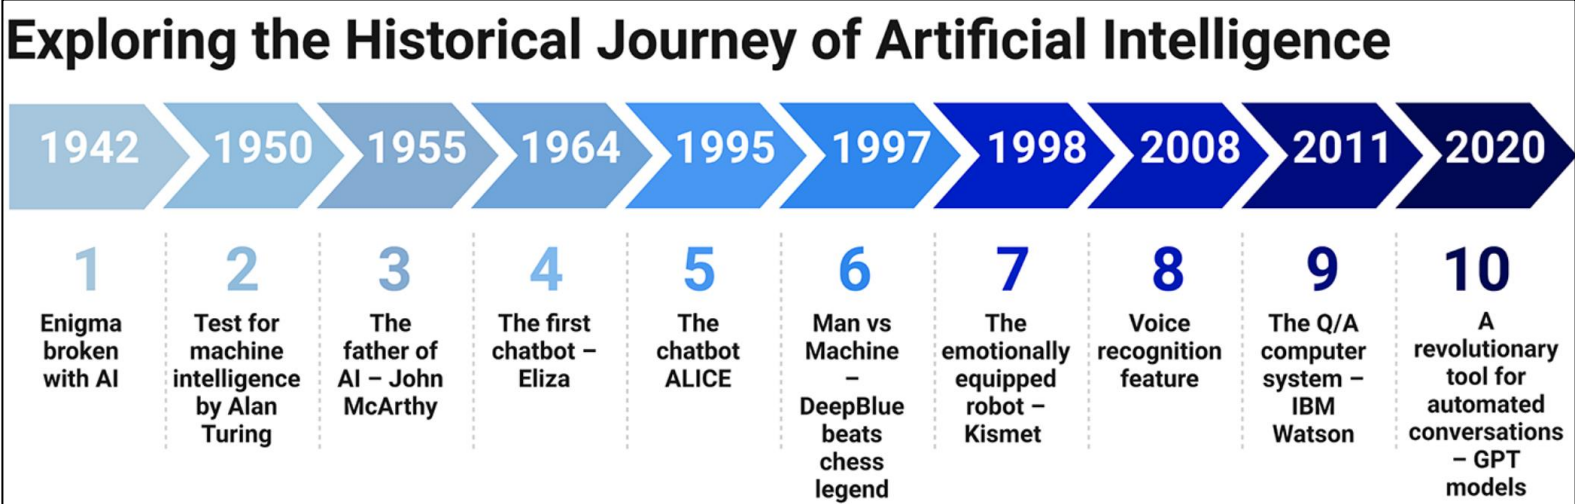 Exploring the Historical Journey of Artificial Intelligence
1942
1950
1955
1964
1995
1997
1998
2008
2011
2020
1
Enigma
broken
with AI
2
Test for
machine
intelligence
by Alan
Turing
3
The
father of
AI – John
McArthy
4
The first
chatbot –
Eliza
5
The
chatbot
ALICE
6
Man vs
Machine
–
DeepBlue
beats
chess
legend
7
The
emotionally
equipped
robot –
Kismet
8
Voice
recognition
feature
9
The Q/A
computer
system –
IBM
Watson
10
A
revolutionary
tool for
automated
conversations
– GPT
models